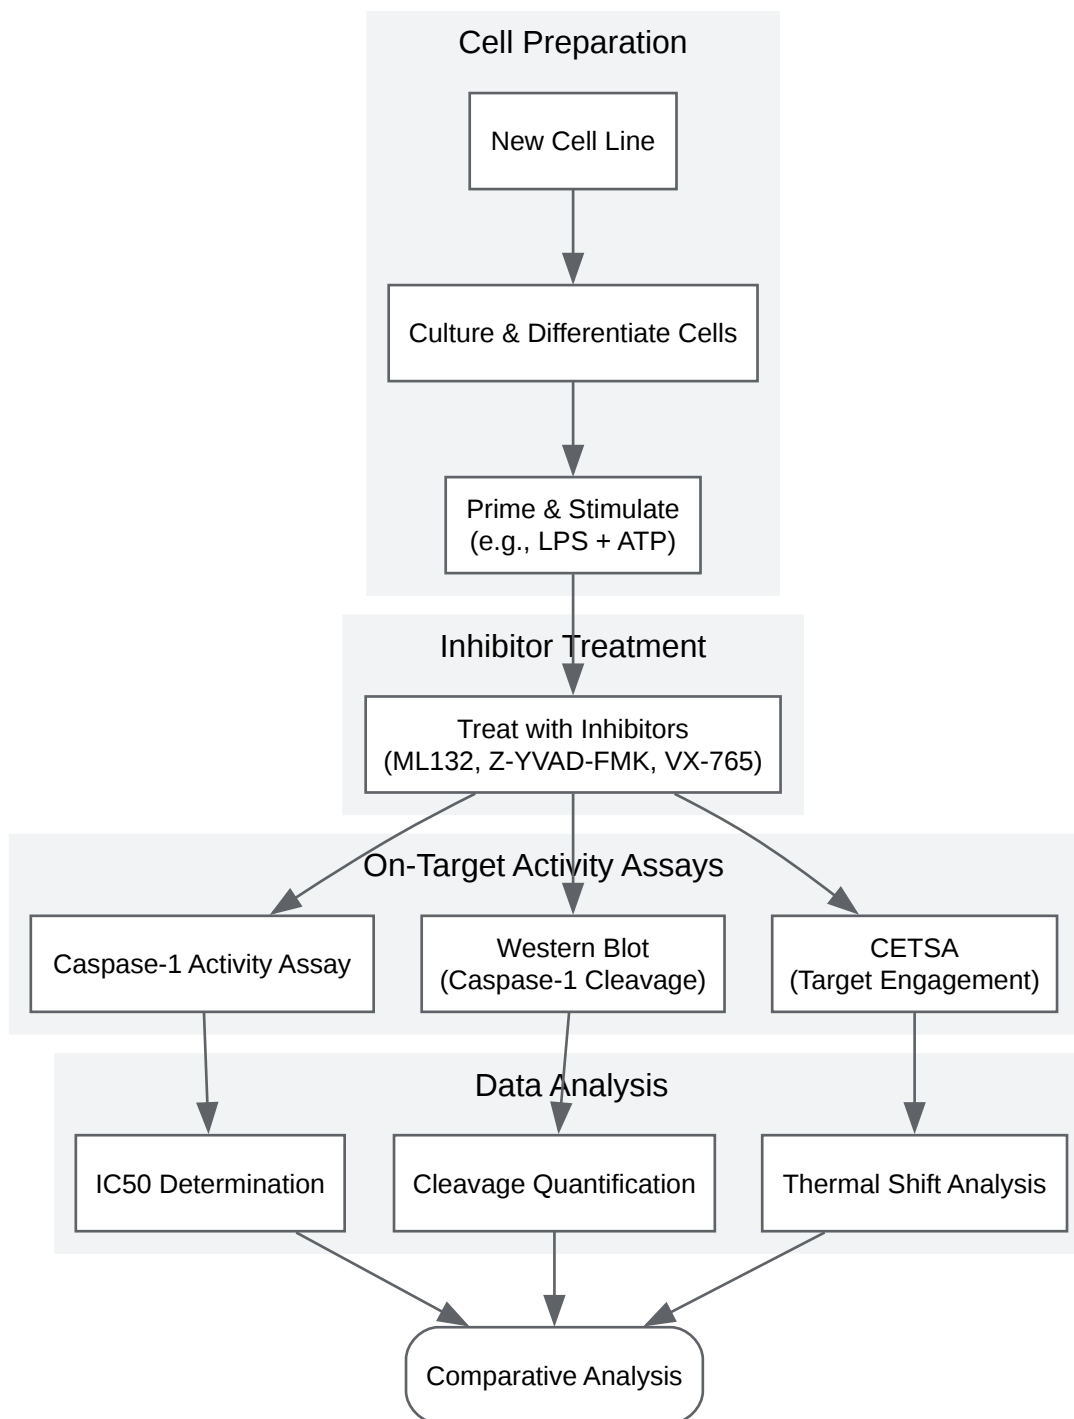 Cell Preparation
New Cell Line
Culture & Differentiate Cells
Prime & Stimulate
(e.g., LPS + ATP)
Inhibitor Treatment
Treat with Inhibitors
(ML132, Z-YVAD-FMK, VX-765)
On-Target Activity Assays
Caspase-1 Activity Assay
Western Blot
(Caspase-1 Cleavage)
CETSA
(Target Engagement)
Data Analysis
IC50 Determination
Cleavage Quantification
Thermal Shift Analysis
Comparative Analysis